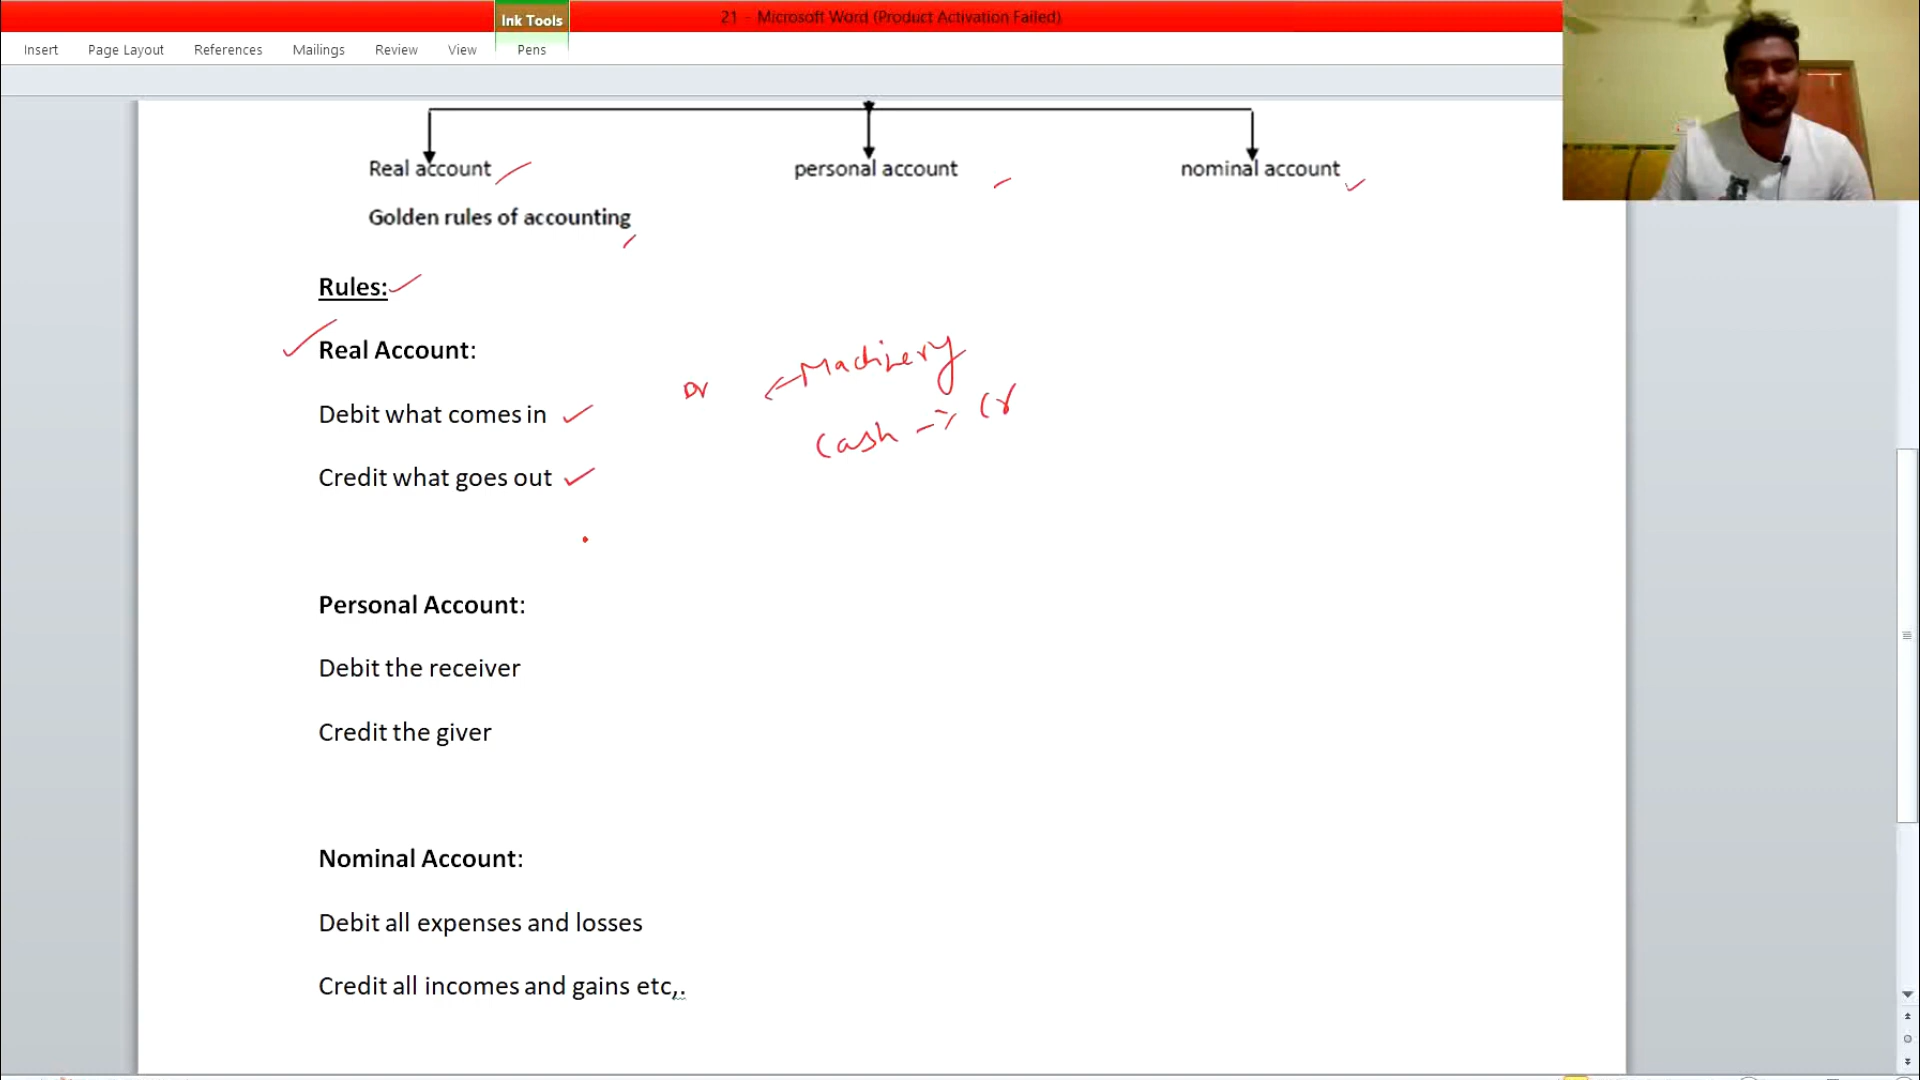 Ink Tools
21 - Microsoft Word (Product Activation Failed)
Insert Page Layout References Mailings Review View Pens
Real account personal account nominal account
Golden rules of accounting
Rules:
Real Account:
Machinery
Dr
Cr
Debit what comes in
Cash
Credit what goes out
Personal Account:
Debit the receiver
Credit the giver
Nominal Account:
Debit all expenses and losses
Credit all incomes and gains etc,.